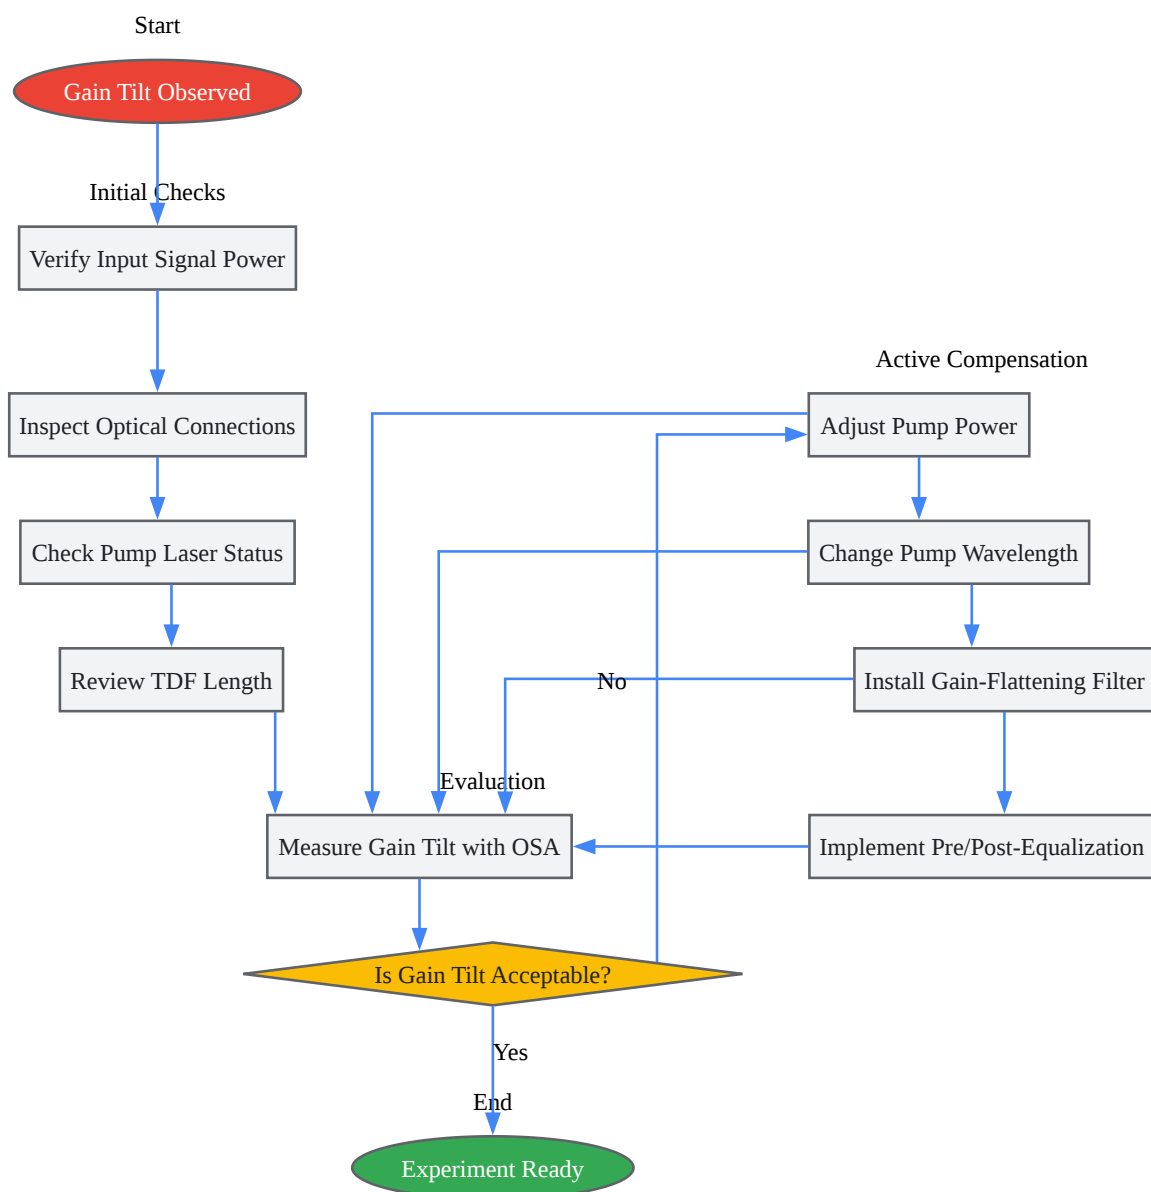 Start
Gain Tilt Observed
Initial Checks
Verify Input Signal Power
Active Compensation
Inspect Optical Connections
Adjust Pump Power
Check Pump Laser Status
Change Pump Wavelength
Review TDF Length
No
Install Gain-Flattening Filter
Evaluation
Measure Gain Tilt with OSA
Implement Pre/Post-Equalization
Is Gain Tilt Acceptable?
Yes
End
Experiment Ready